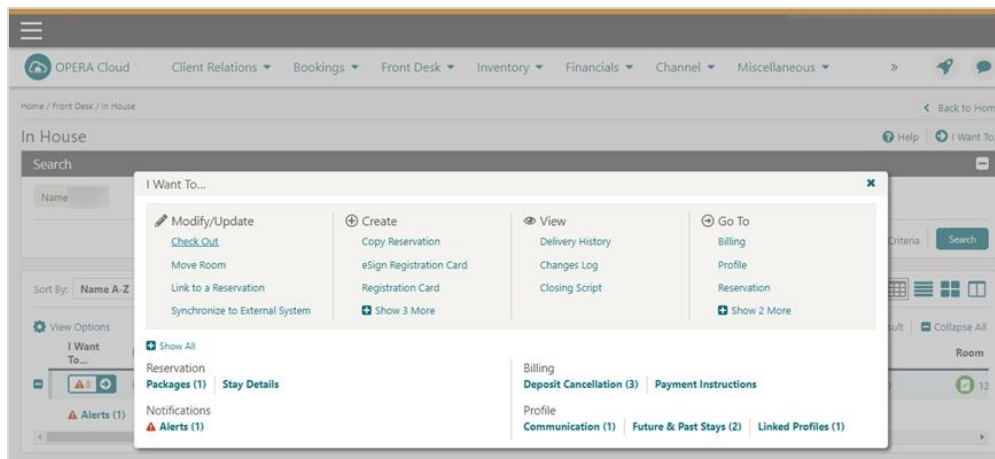 OPERA Cloud Client Relations Bookings Front Desk Inventory Financials Channel Miscellaneous »
Home / Front Desk / In House Back to Hom
In House Help I Want To
Search
Name
I Want To...
Modify/Update Create View Go To
Check Out Copy Reservation Delivery History Billing
Move Room eSign Registration Card Changes Log Profile
Link to a Reservation Registration Card Closing Script Reservation
Synchronize to External System Show 3 More Show 2 More
Criteria Search
Sort By: Name A-Z
View Options Show All sult Collapse All
I Want To... Room
Reservation Billing
Packages (1) Stay Details Deposit Cancellation (3) Payment Instructions
12
Notifications Profile
Alerts (1) Communication (1) Future & Past Stays (2) Linked Profiles (1)
Alerts (1)